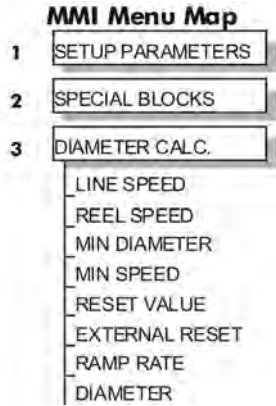 MMI Menu Map
1 SETUP PARAMETERS
2 SPECIAL BLOCKS
3 DIAMETER CALC.
LINE SPEED
REEL SPEED
MIN DIAMETER
MIN SPEED
RESET VALUE
EXTERNAL RESET
RAMP RATE
DIAMETER